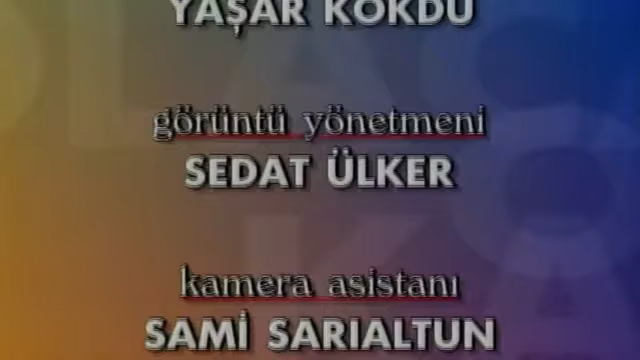 YAŞAR KÖKDÜ
görüntü yönetmeni
SEDAT ÜLKER
kamera asistanı
SAMİ SARIALTUN